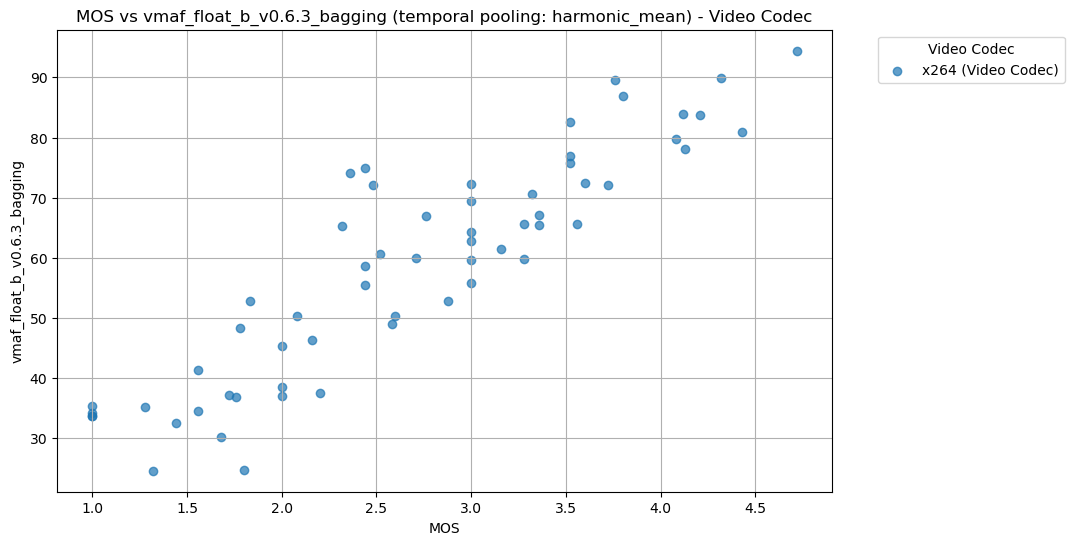 MOS vs vmaf_float_b_v0.6.3_bagging (temporal pooling: harmonic_mean) - Video Codec
Video Codec
x264 (Video Codec)
vmaf_float_b_v0.6.3_bagging
90
80
70
60
50
40
30
1.0 1.5 2.0 2.5 3.0 3.5 4.0 4.5
MOS